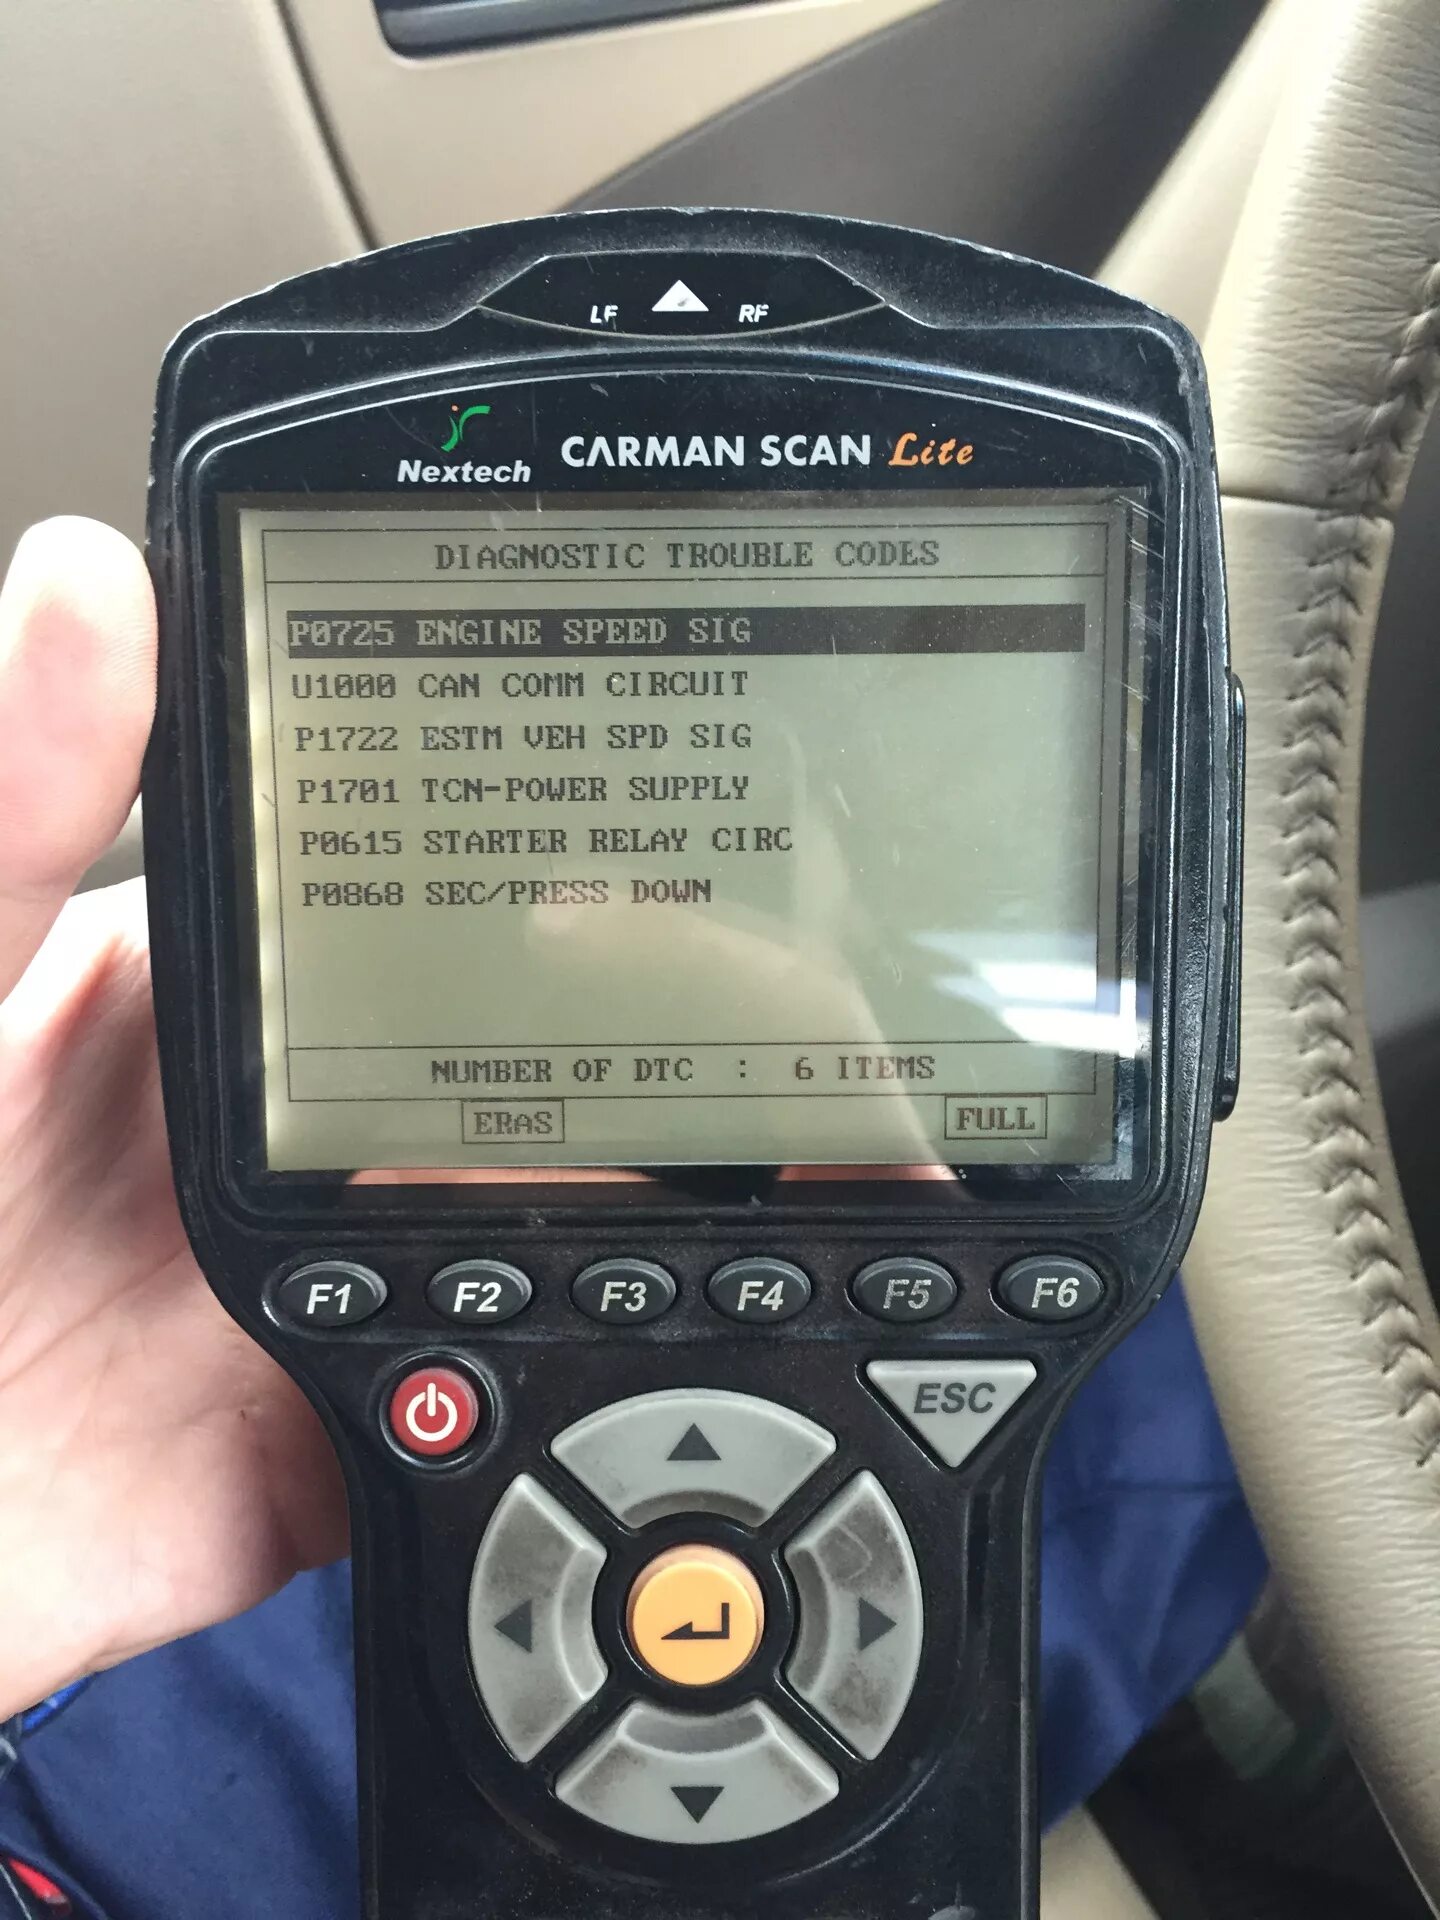 LF RF
Nextech CARMAN SCAN Lite
DIAGNOSTIC TROUBLE CODES
P0725 ENGINE SPEED SIG
U1000 CAN COMM CIRCUIT
P1722 ESTM VEH SPD SIG
P1701 TCN-POWER SUPPLY
P0615 STARTER RELAY CIRC
P0868 SEC/PRESS DOWN
NUMBER OF DTC : 6 ITEMS
ERAS FULL
F1 F2 F3 F4 F5 F6
ESC